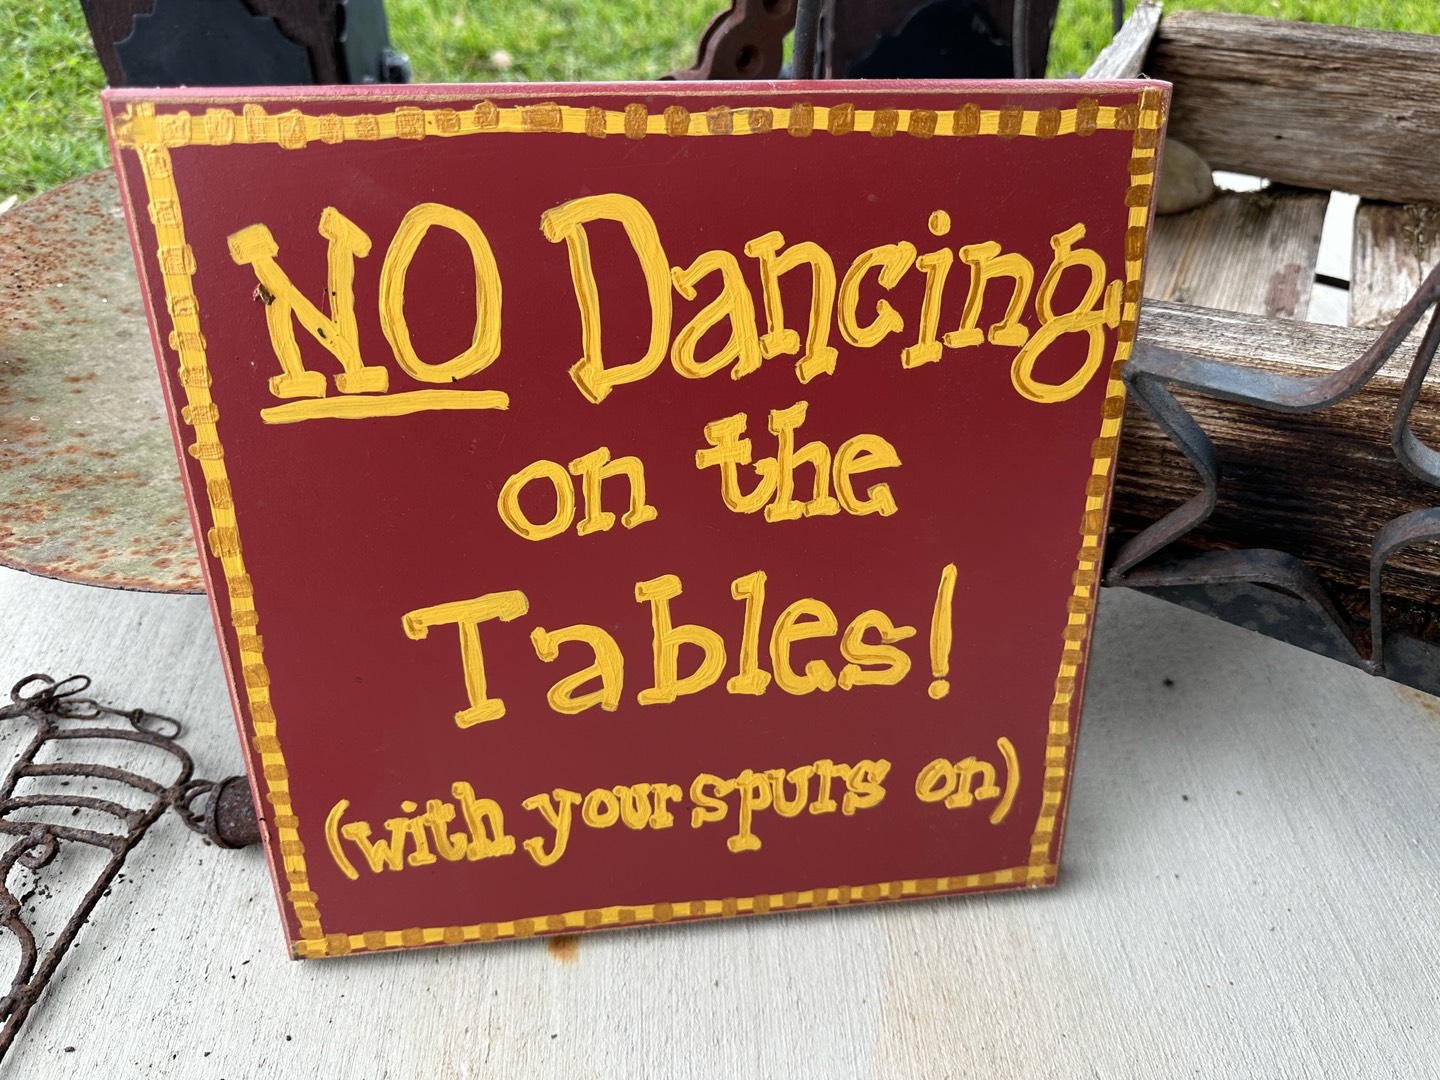 NO Dancing
on the
Tables!
(with your spurs on)